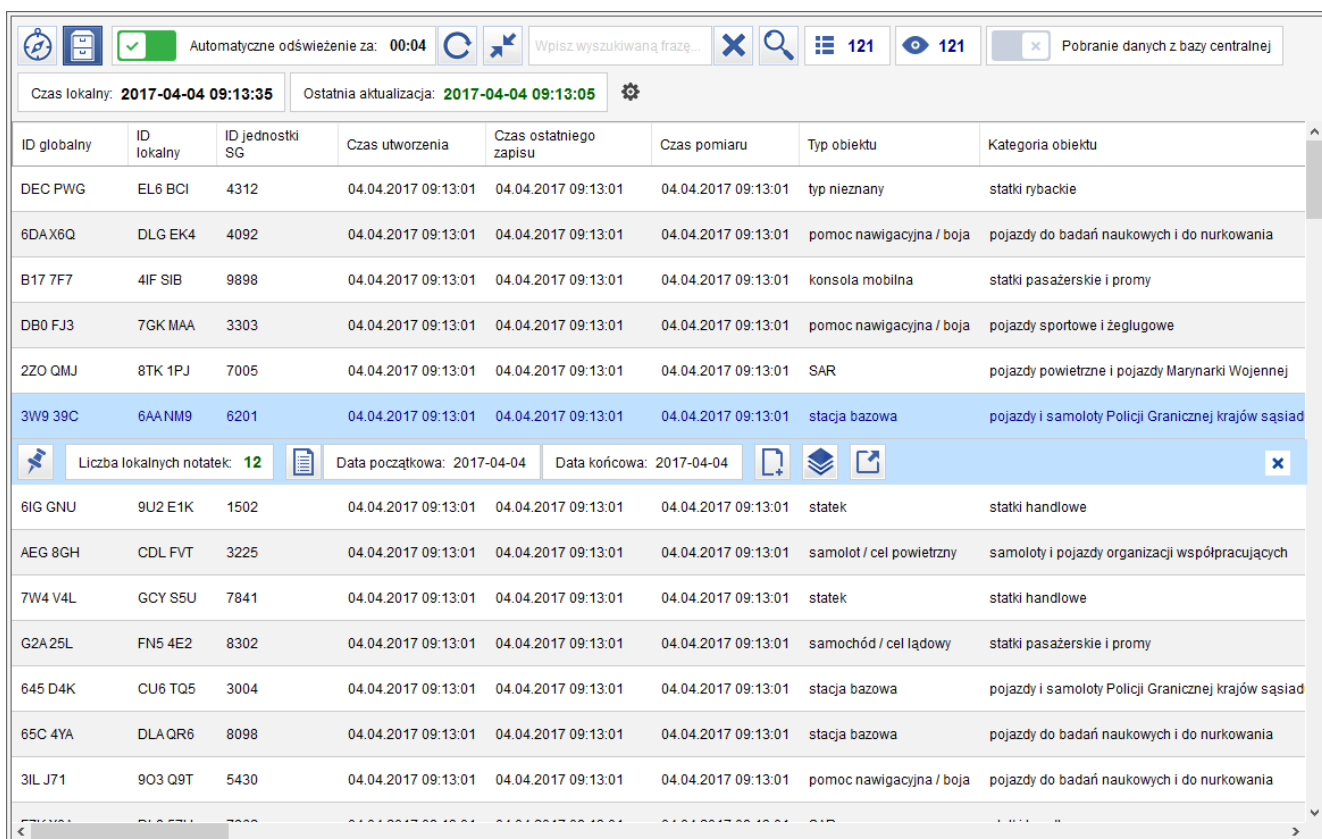 Automatyczne odświeżenie za: 00:04 Wpisz wyszukiwaną frazę... 121 121 Pobranie danych z bazy centralnej
Czas lokalny: 2017-04-04 09:13:35 Ostatnia aktualizacja: 2017-04-04 09:13:05
ID globalny ID lokalny ID jednostki SG Czas utworzenia Czas ostatniego zapisu Czas pomiaru Typ obiektu Kategoria obiektu
DEC PWG EL6 BCI 4312 04.04.2017 09:13:01 04.04.2017 09:13:01 04.04.2017 09:13:01 typ nieznany statki rybackie
6DA X6Q DLG EK4 4092 04.04.2017 09:13:01 04.04.2017 09:13:01 04.04.2017 09:13:01 pomoc nawigacyjna / boja pojazdy do badań naukowych i do nurkowania
B17 7F7 4IF SIB 9898 04.04.2017 09:13:01 04.04.2017 09:13:01 04.04.2017 09:13:01 konsola mobilna statki pasażerskie i promy
DB0 FJ3 7GK MAA 3303 04.04.2017 09:13:01 04.04.2017 09:13:01 04.04.2017 09:13:01 pomoc nawigacyjna / boja pojazdy sportowe i żeglugowe
2ZO QMJ 8TK 1PJ 7005 04.04.2017 09:13:01 04.04.2017 09:13:01 04.04.2017 09:13:01 SAR pojazdy powietrzne i pojazdy Marynarki Wojennej
3W9 39C 6AA NM9 6201 04.04.2017 09:13:01 04.04.2017 09:13:01 04.04.2017 09:13:01 stacja bazowa pojazdy i samoloty Policji Granicznej krajów sąsiad
Liczba lokalnych notatek: 12 Data początkowa: 2017-04-04 Data końcowa: 2017-04-04
6IG GNU 9U2 E1K 1502 04.04.2017 09:13:01 04.04.2017 09:13:01 04.04.2017 09:13:01 statek statki handlowe
AEG 8GH CDL FVT 3225 04.04.2017 09:13:01 04.04.2017 09:13:01 04.04.2017 09:13:01 samolot / cel powietrzny samoloty i pojazdy organizacji współpracujących
7W4 V4L GCY S5U 7841 04.04.2017 09:13:01 04.04.2017 09:13:01 04.04.2017 09:13:01 statek statki handlowe
G2A 25L FN5 4E2 8302 04.04.2017 09:13:01 04.04.2017 09:13:01 04.04.2017 09:13:01 samochód / cel lądowy statki pasażerskie i promy
645 D4K CU6 TQ5 3004 04.04.2017 09:13:01 04.04.2017 09:13:01 04.04.2017 09:13:01 stacja bazowa pojazdy i samoloty Policji Granicznej krajów sąsiad
65C 4YA DLA QR6 8098 04.04.2017 09:13:01 04.04.2017 09:13:01 04.04.2017 09:13:01 stacja bazowa pojazdy do badań naukowych i do nurkowania
3IL J71 9O3 Q9T 5430 04.04.2017 09:13:01 04.04.2017 09:13:01 04.04.2017 09:13:01 pomoc nawigacyjna / boja pojazdy do badań naukowych i do nurkowania